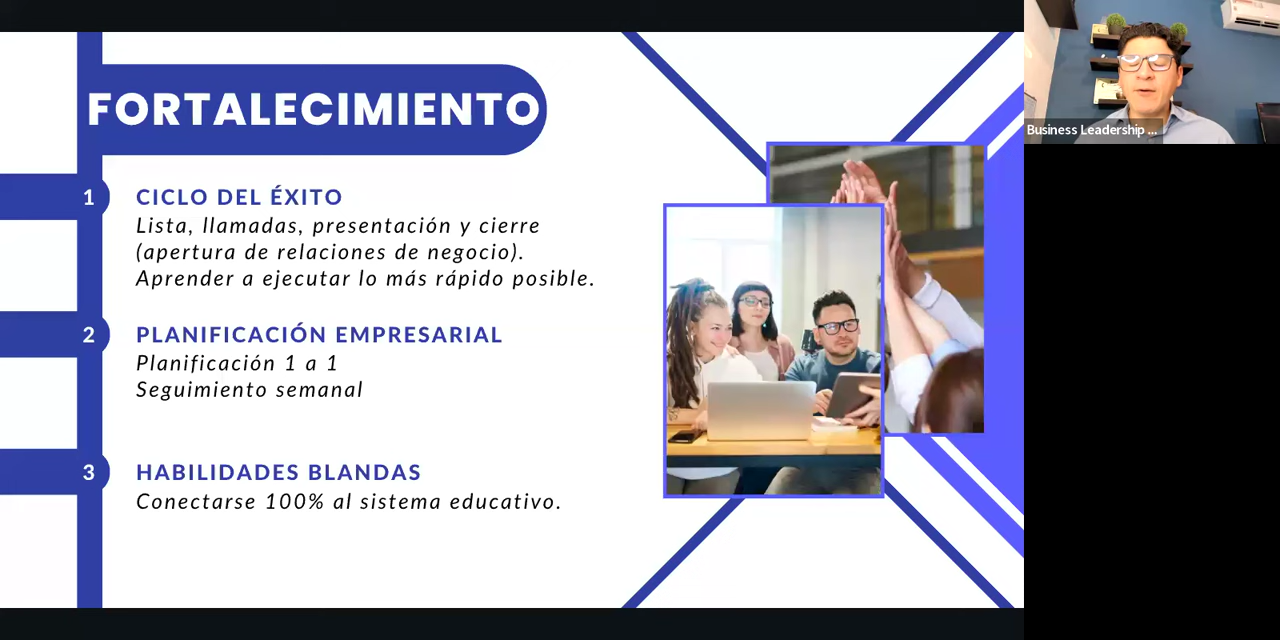 FORTALECIMIENTO
1 CICLO DEL ÉXITO
Lista, llamadas, presentación y cierre
(apertura de relaciones de negocio).
Aprender a ejecutar lo más rápido posible.
2 PLANIFICACIÓN EMPRESARIAL
Planificación 1 a 1
Seguimiento semanal
3 HABILIDADES BLANDAS
Conectarse 100% al sistema educativo.
Business Leadership ...